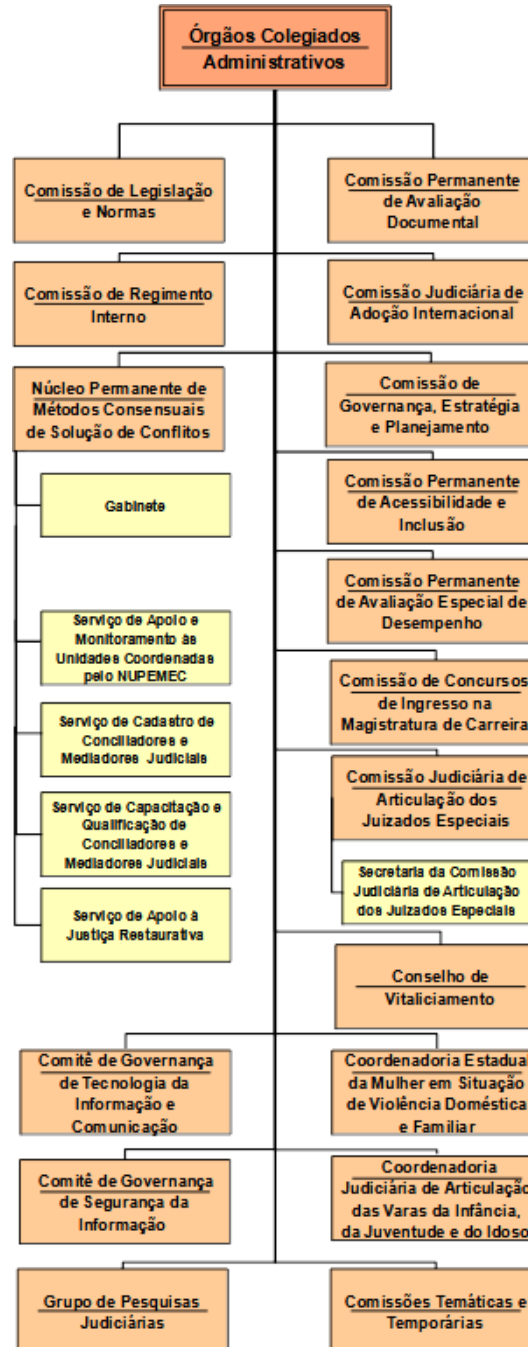 Órgãos Colegiados
Administrativos
Comissão de Legislação
e Normas
Comissão Permanente
de Avaliação
Documental
Comissão de Regimento
Interno
Comissão Judiciária de
Adoção Internacional
Núcleo Permanente de
Métodos Consensuais
de Solução de Conflitos
Comissão de
Governança, Estratégia
e Planejamento
Gabinete
Comissão Permanente
de Acessibilidade e
Inclusão
Comissão Permanente
de Avaliação Especial de
Desempenho
Serviço de Apoio e
Monitoramento às
Unidades Coordenadas
pelo NUPEMEC
Comissão de Concursos
de Ingresso na
Magistratura de Carreira
Serviço de Cadastro de
Conciliadores e
Mediadores Judiciais
Comissão Judiciária de
Articulação dos
Juizados Especiais
Serviço de Capacitação e
Qualificação de
Conciliadores e
Mediadores Judiciais
Secretaria da Comissão
Judiciária de Articulação
dos Juizados Especiais
Serviço de Apoio à
Justiça Restaurativa
Conselho de
Vitaliciamento
Comitê de Governança
de Tecnologia da
Informação e
Comunicação
Coordenadoria Estadual
da Mulher em Situação
de Violência Doméstica
e Familiar
Comitê de Governança
de Segurança da
Informação
Coordenadoria
Judiciária de Articulação
das Varas da Infância,
da Juventude e do Idoso
Grupo de Pesquisas
Judiciárias
Comissões Temáticas e
Temporárias